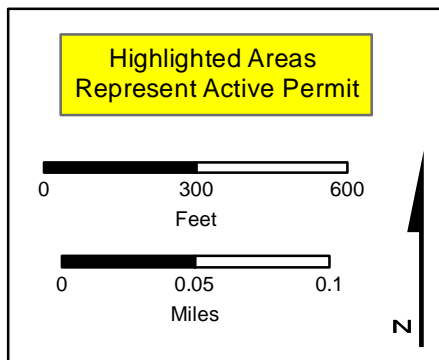 Highlighted Areas
Represent Active Permit
0 300 600
Feet
0 0.05 0.1
Miles
N